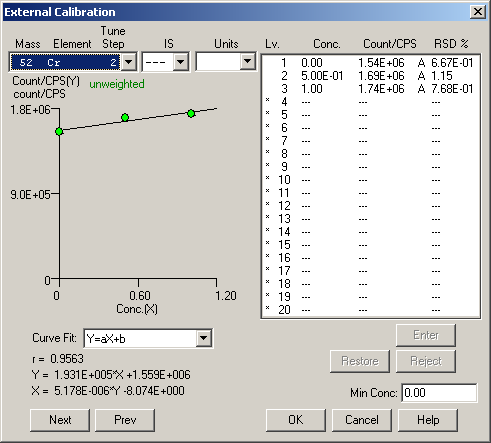 External Calibration
Mass Element Tune Step IS Units
52 Cr 2 ---
Count/CPS(Y) unweighted
count/CPS
1.8E+06
9.0E+05
0
0 0.60 1.20
Conc.(X)
Lv. Conc. Count/CPS RSD %
1 0.00 1.54E+06 A 6.67E-01
2 5.00E-01 1.69E+06 A 1.15
3 1.00 1.74E+06 A 7.68E-01
* 4 --- --- ---
* 5 --- --- ---
* 6 --- --- ---
* 7 --- --- ---
* 8 --- --- ---
* 9 --- --- ---
* 10 --- --- ---
* 11 --- --- ---
* 12 --- --- ---
* 13 --- --- ---
* 14 --- --- ---
* 15 --- --- ---
* 16 --- --- ---
* 17 --- --- ---
* 18 --- --- ---
* 19 --- --- ---
* 20 --- --- ---
Curve Fit: Y=aX+b
r = 0.9563
Y = 1.931E+005*X +1.559E+006
X = 5.178E-006*Y -8.074E+000
Enter
Restore Reject
Min Conc: 0.00
Next Prev OK Cancel Help